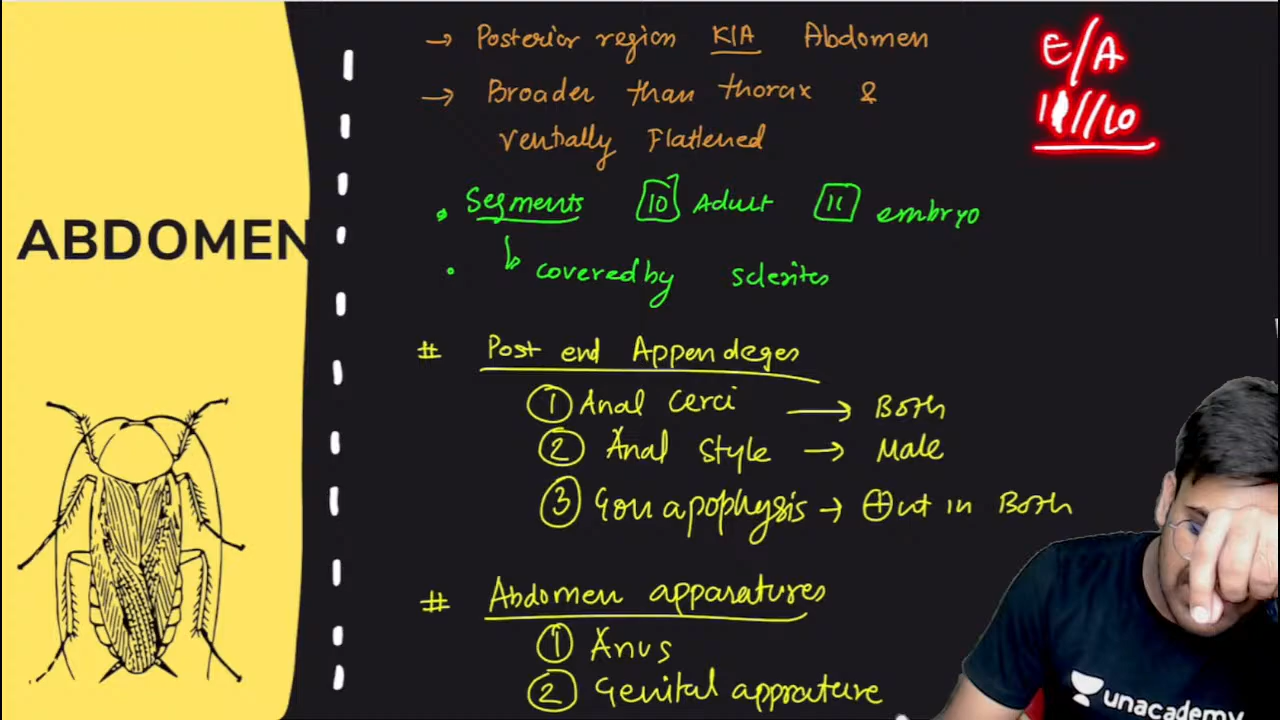 → Posterior region K/A Abdomen
→ Broader than thorax &
ventrally Flattened
E/A
11//10
ABDOMEN
• Segments 10 Adult 11 embryo
• ↳ covered by sclerites
# Post end Appendeges
① Anal Cerci → Both
② Anal Style → Male
③ Gonapophysis → ⊕nt in Both
# Abdomen apparatures
① Anus
② Genital apprature
unacademy